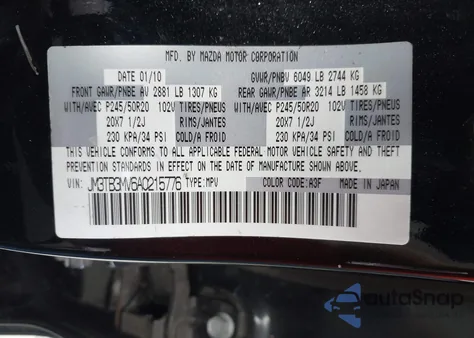 MFD. BY MAZDA MOTOR CORPORATION
DATE 01/10 GVWR/PNBV 6049 LB 2744 KG
FRONT GAWR/PNBE AV 2881 LB 1307 KG REAR GAWR/PNBE AR 3214 LB 1458 KG
WITH/AVEC P245/50R20 102V TIRES/PNEUS WITH/AVEC P245/50R20 102V TIRES/PNEUS
20X7 1/2J RIMS/JANTES 20X7 1/2J RIMS/JANTES
230 KPA/34 PSI COLD/A FROID 230 KPA/34 PSI COLD/A FROID
THIS VEHICLE CONFORMS TO ALL APPLICABLE FEDERAL MOTOR VEHICLE SAFETY AND THEFT
PREVENTION STANDARDS IN EFFECT ON THE DATE OF MANUFACTURE SHOWN ABOVE.
VIN: JM3TB3MV6A0215776 TYPE:MPV COLOR CODE:A3F MADE IN JAPAN
autoSnap